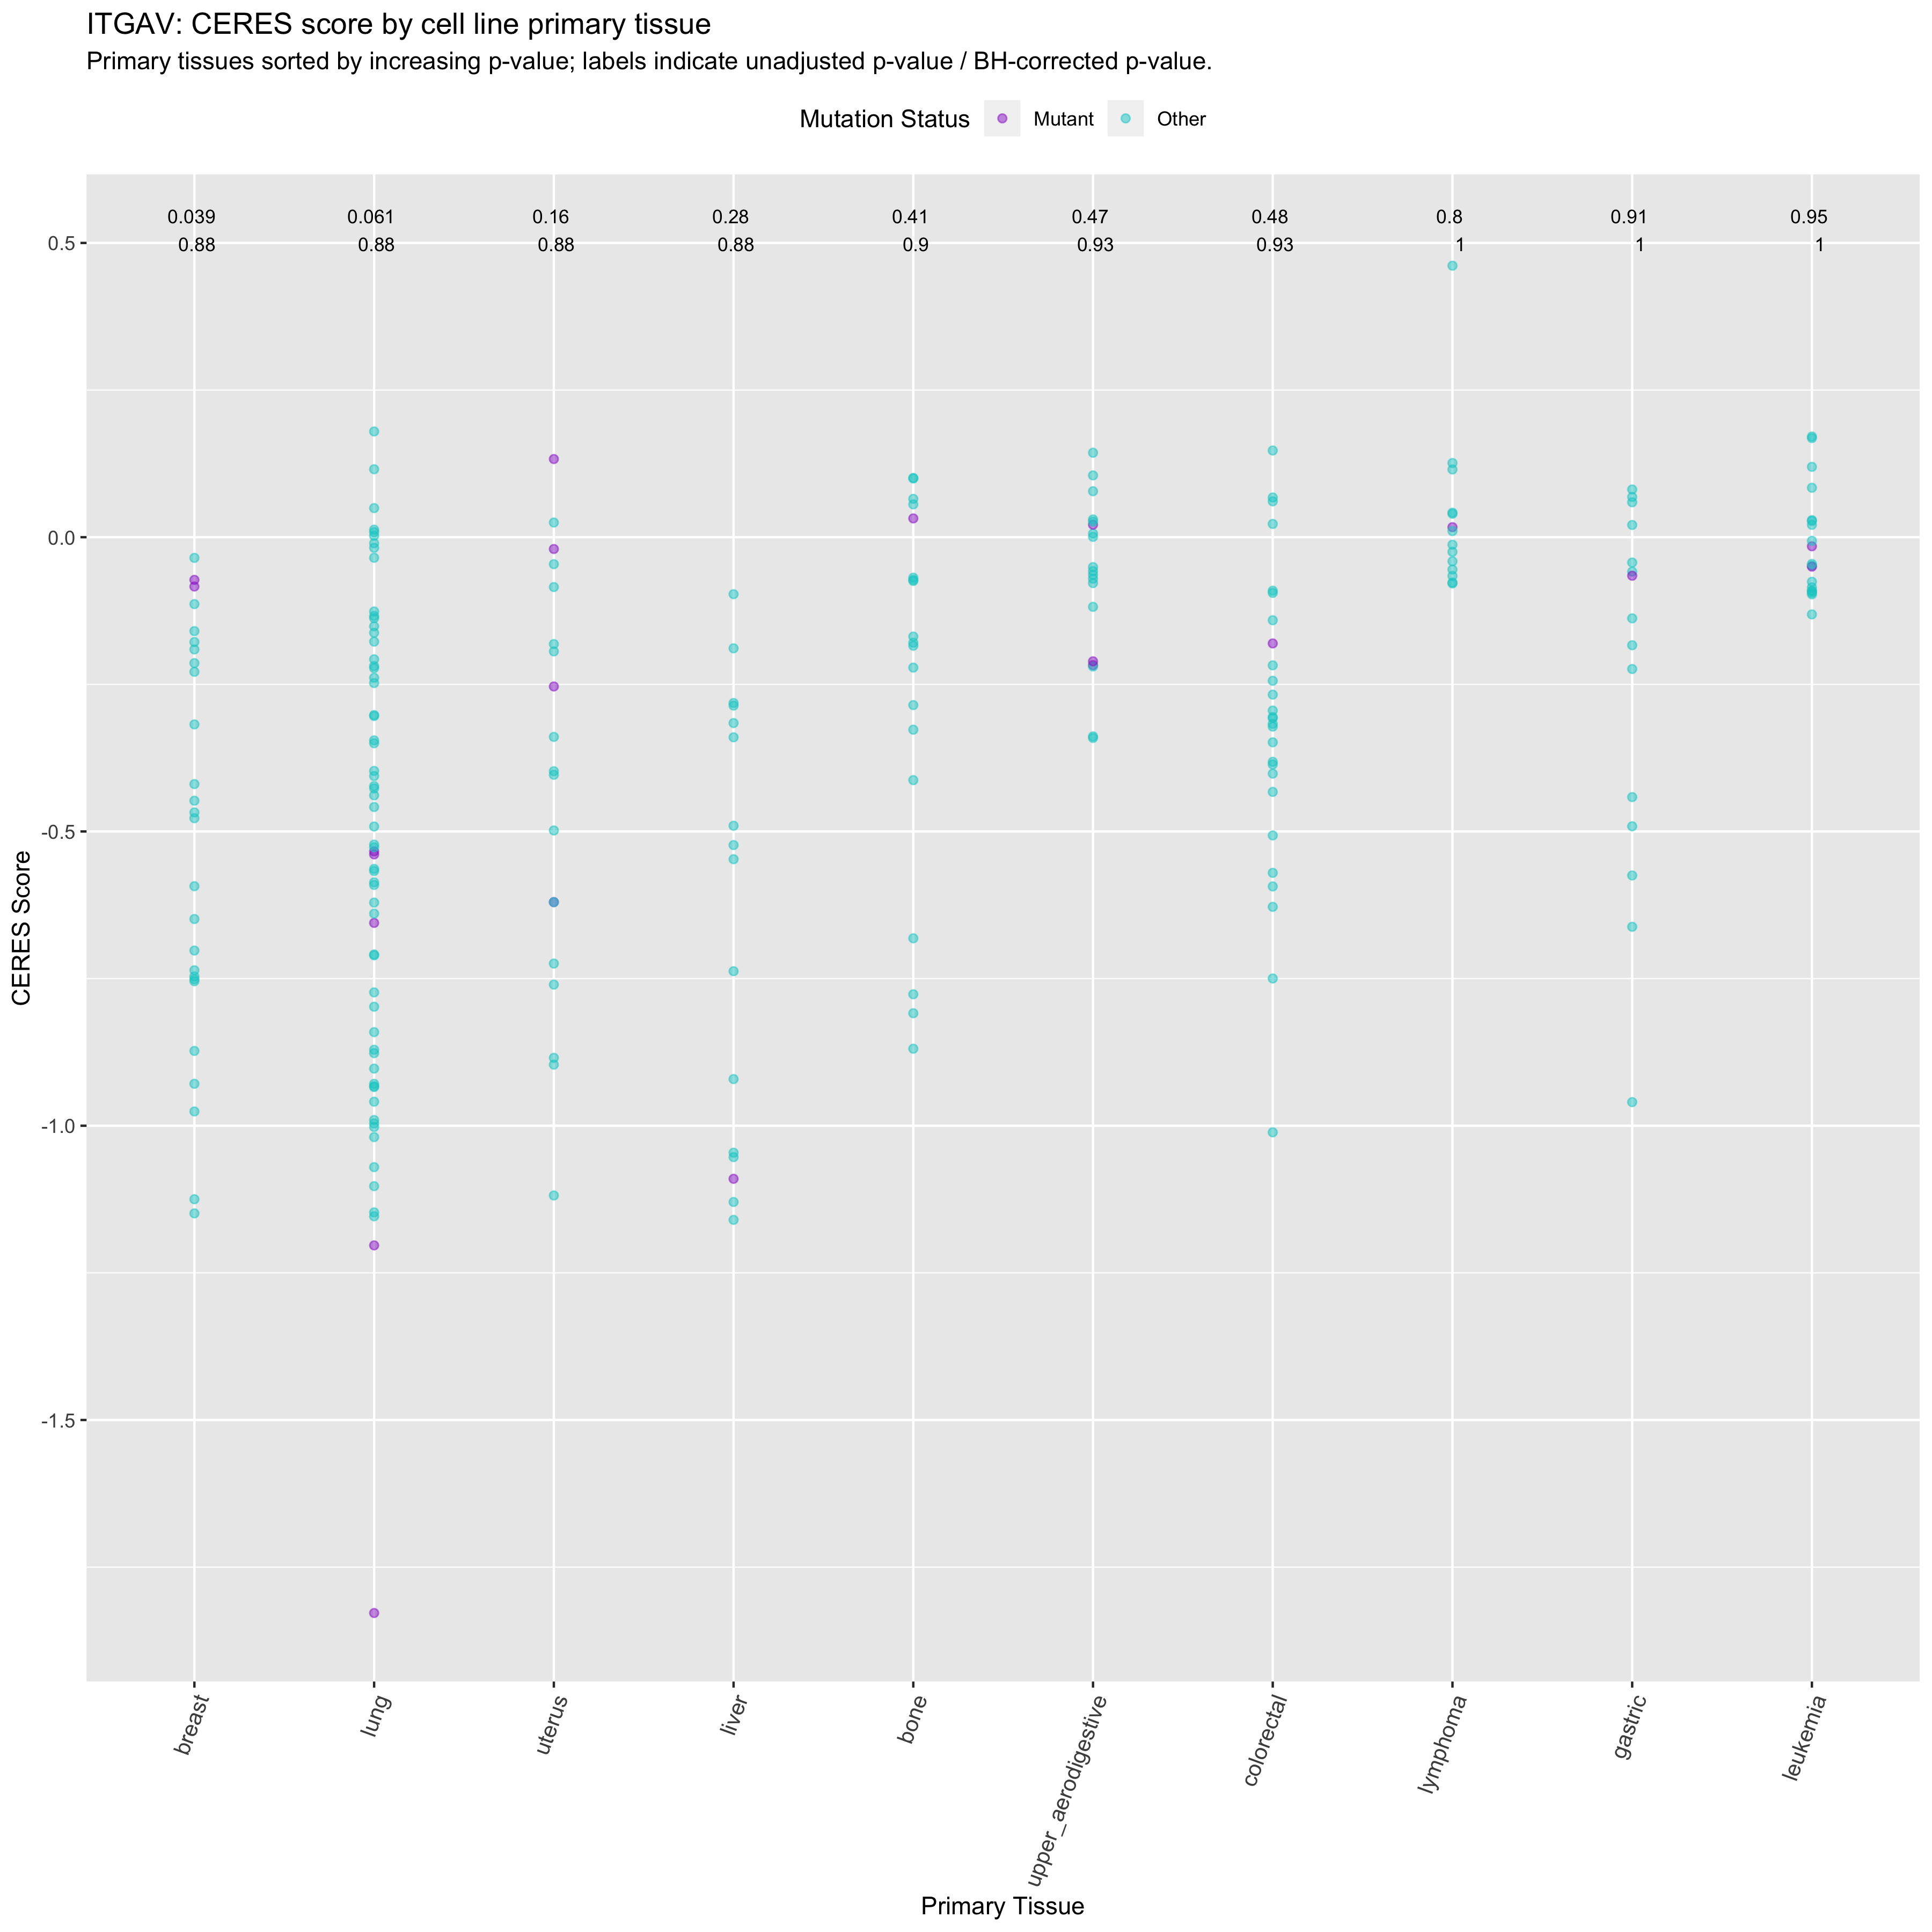 ITGAV: CERES score by cell line primary tissue
Primary tissues sorted by increasing p-value; labels indicate unadjusted p-value / BH-corrected p-value.
Mutation Status Mutant Other
0.039 0.061 0.16 0.28 0.41 0.47 0.48 0.8 0.91 0.95
0.88 0.88 0.88 0.88 0.9 0.93 0.93 1 1 1
0.5
0.0
-0.5
-1.0
-1.5
CERES Score
breast lung uterus liver bone upper_aerodigestive colorectal lymphoma gastric leukemia
Primary Tissue